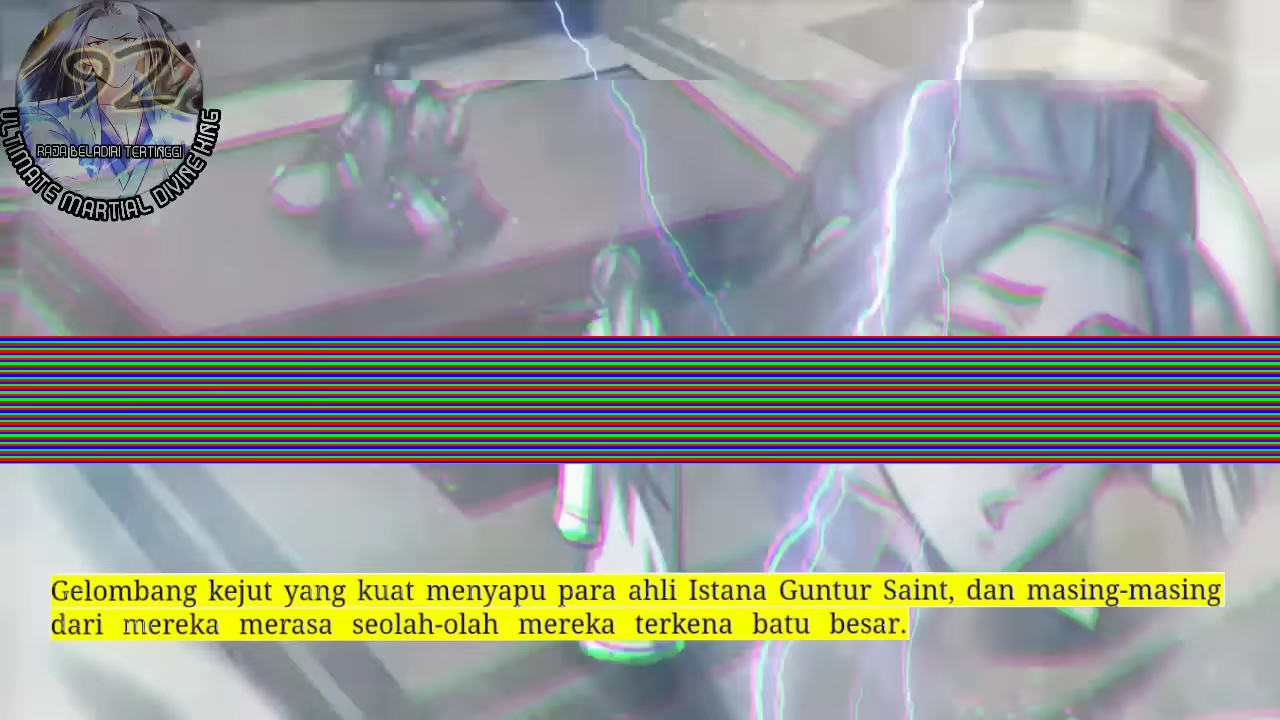 92.
RAJA BELADIRI TERTINGGI
ULTIMATE MARTIAL DIVINE KING
Gelombang kejut yang kuat menyapu para ahli Istana Guntur Saint, dan masing-masing
dari mereka merasa seolah-olah mereka terkena batu besar.